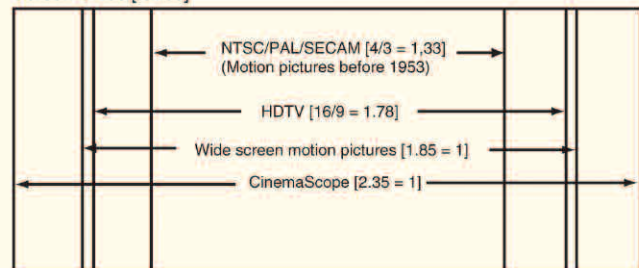 NTSC/PAL/SECAM [4/3 = 1,33]
(Motion pictures before 1953)
HDTV [16/9 = 1.78]
Wide screen motion pictures [1.85 = 1]
CinemaScope [2.35 = 1]